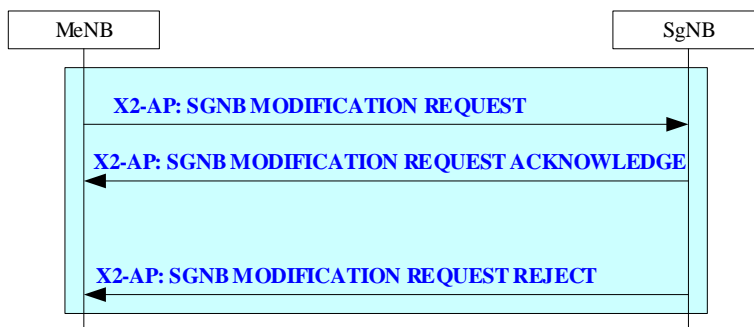 MeNB
SgNB
X2-AP: SGNB MODIFICATION REQUEST
X2-AP: SGNB MODIFICATION REQUEST ACKNOWLEDGE
X2-AP: SGNB MODIFICATION REQUEST REJECT